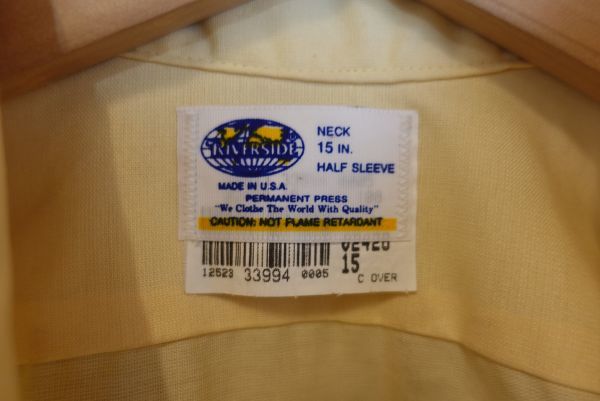 RIVERSIDE
NECK
15 IN.
HALF SLEEVE
MADE IN U.S.A.
PERMANENT PRESS
"We Clothe The World With Quality"
CAUTION: NOT FLAME RETARDANT
12523 33994 0005
15
C OVER